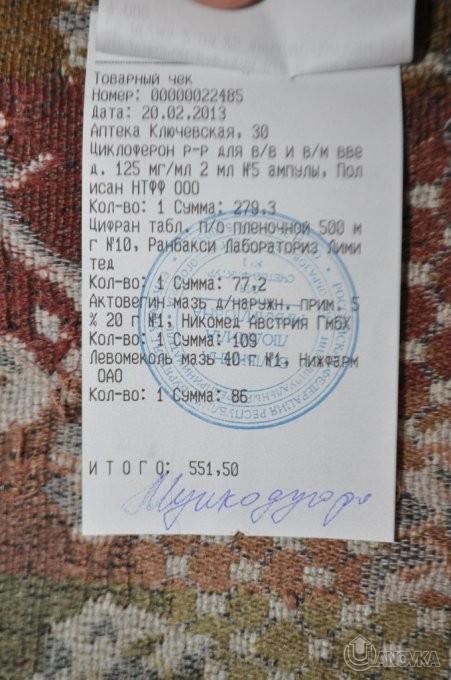 Товарный чек
Номер: 00000022485
Дата: 20.02.2013
Аптека Ключевская, 30
Циклоферон р-р для в/в и в/м вве
д. 125 мг/мл 2 мл №5 ампулы, Пол
исан НТФФ ООО
Кол-во: 1 Сумма: 279,3
Цифран табл. п/о пленочной 500 м
г №10, Ранбакси Лабораториз Лими
тед
Кол-во: 1 Сумма: 77,2
Актовегин мазь д/наружн. прим. 5
% 20 г №1, Никомед Австрия ГмбХ
Кол-во: 1 Сумма: 109
Левомеколь мазь 40 г №1, Нижфарм
ОАО
Кол-во: 1 Сумма: 86
ИТОГО: 551,50
ULANOVKA